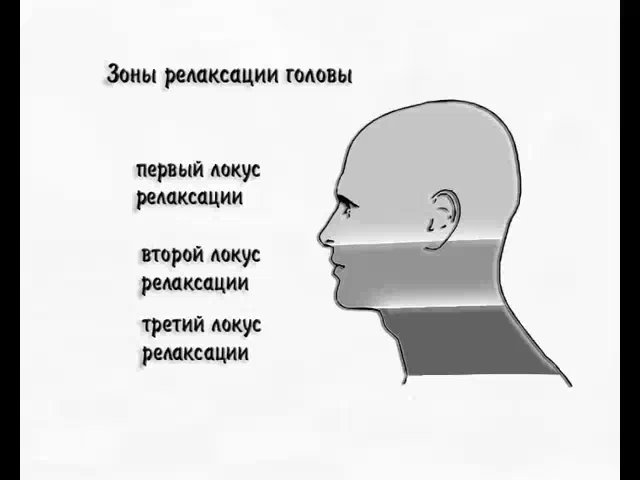 Зоны релаксации головы
первый локус
релаксации
второй локус
релаксации
третий локус
релаксации